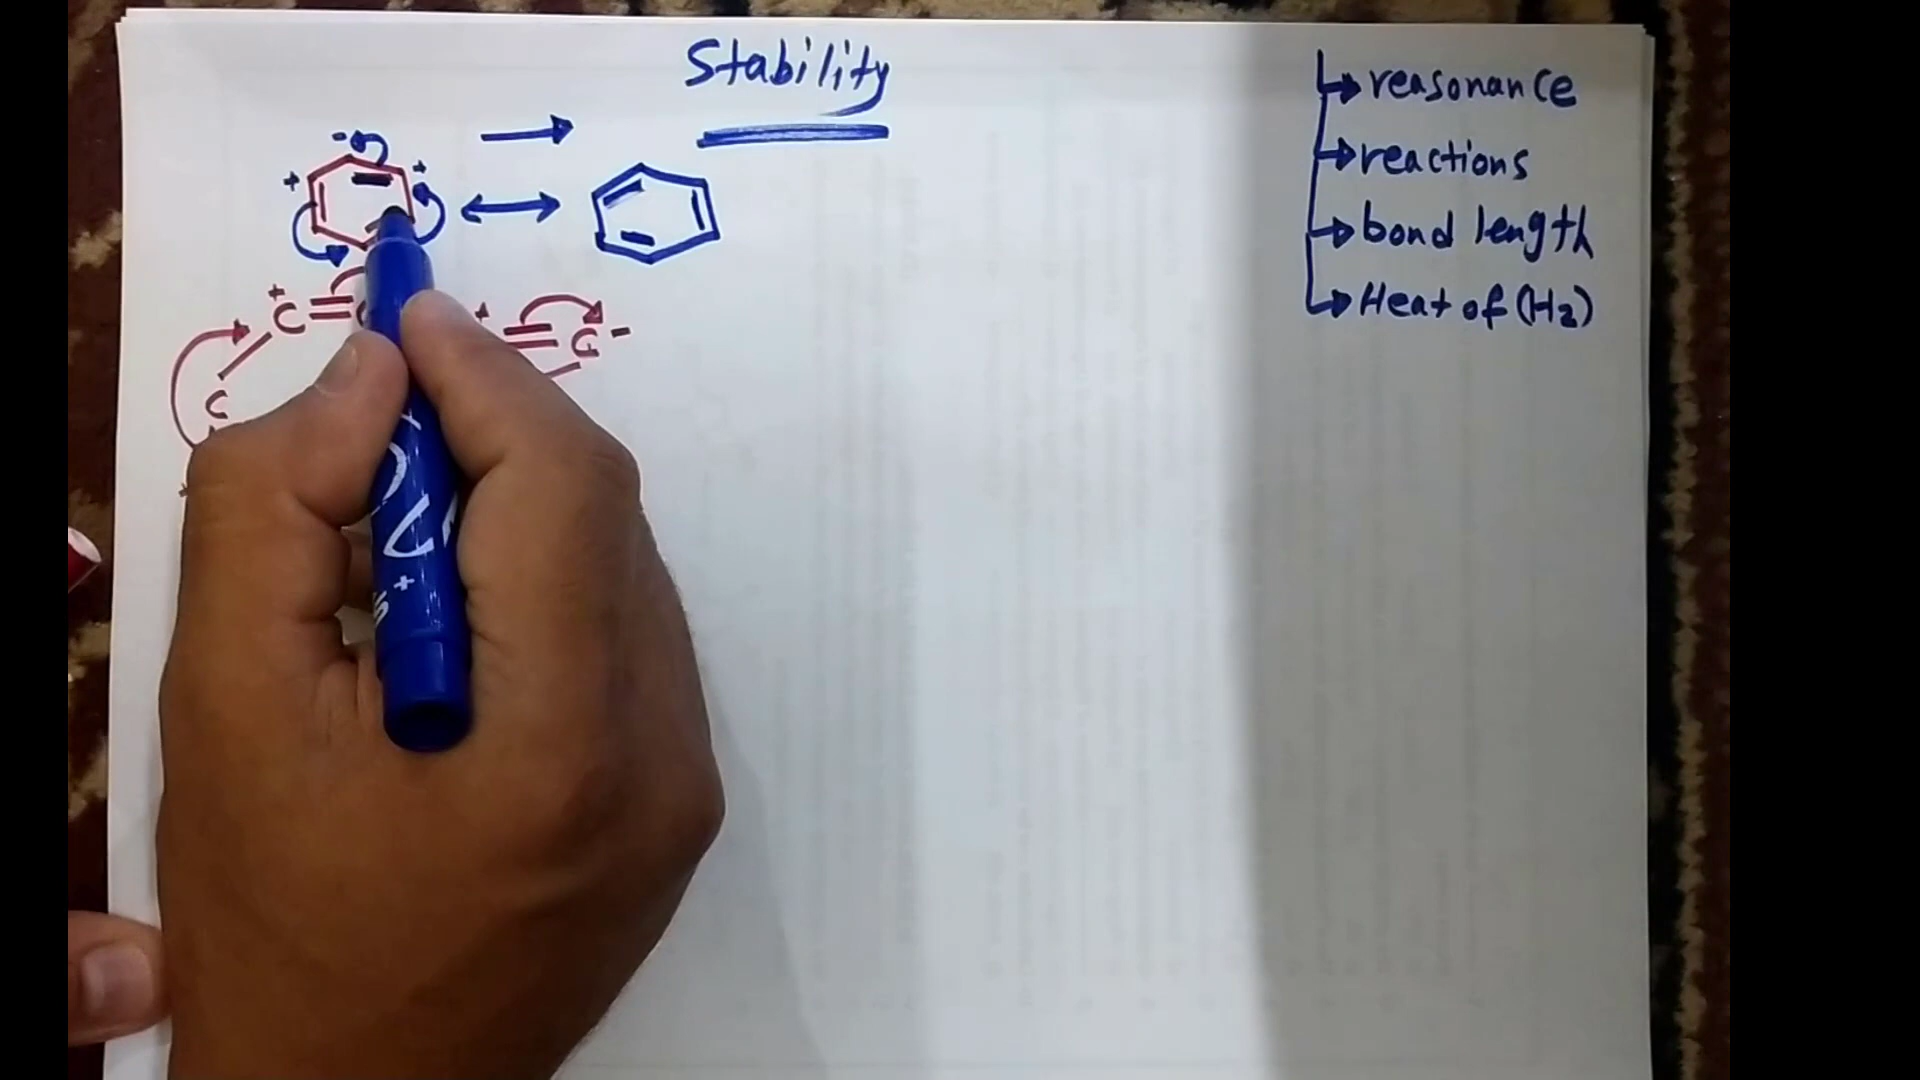 Stability
reasonance
reactions
bond length
Heat of (H2)
- +
+
+ C = + = C -
C